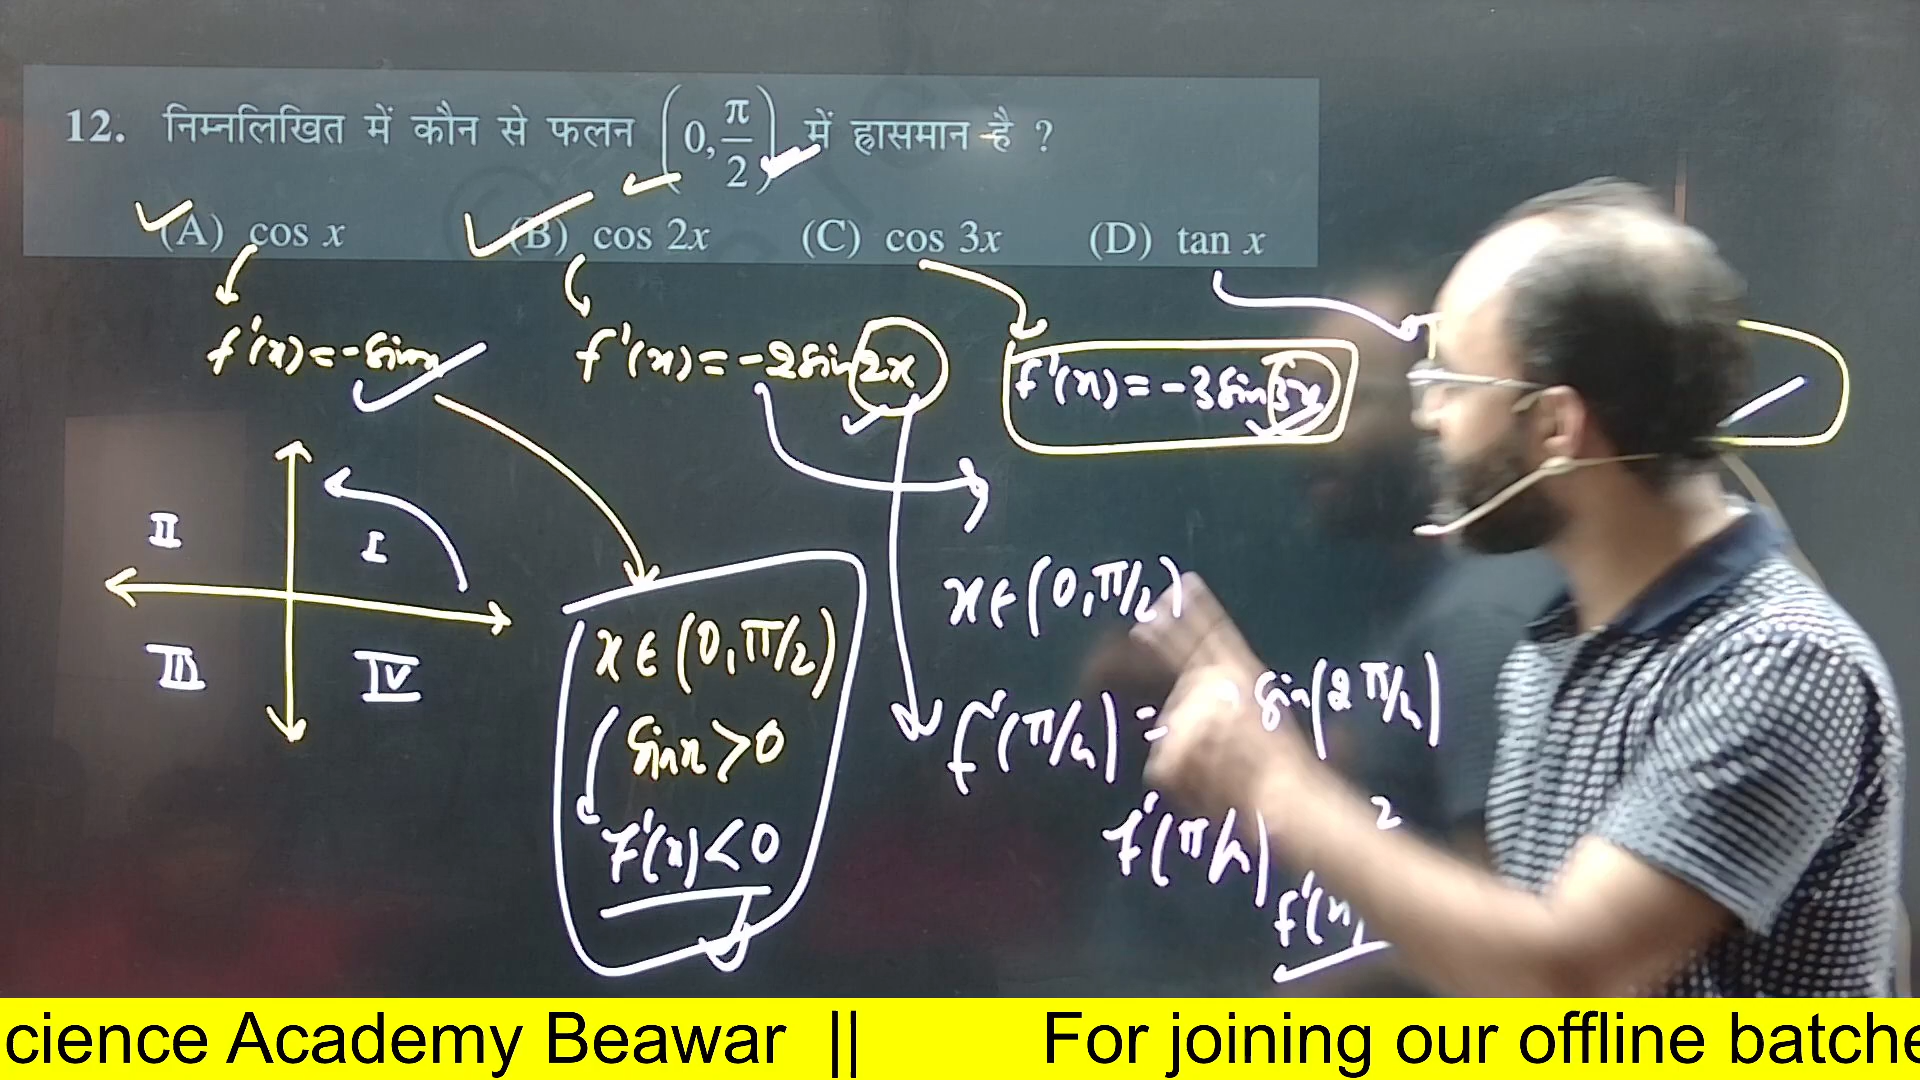 12. निम्नलिखित में कौन से फलन (0, π/2) में ह्रासमान है ?
(A) cos x (B) cos 2x (C) cos 3x (D) tan x
f'(x) = -sinx
f'(x) = -2sin2x
f'(x) = -3sin3x
II
I
III
IV
x ∈ (0, π/2)
sinx > 0
f'(x) < 0
x ∈ (0, π/2)
f'(π/4) = sin(2π/4)
f'(π/4) 2
f'(x)
cience Academy Beawar || For joining our offline batche